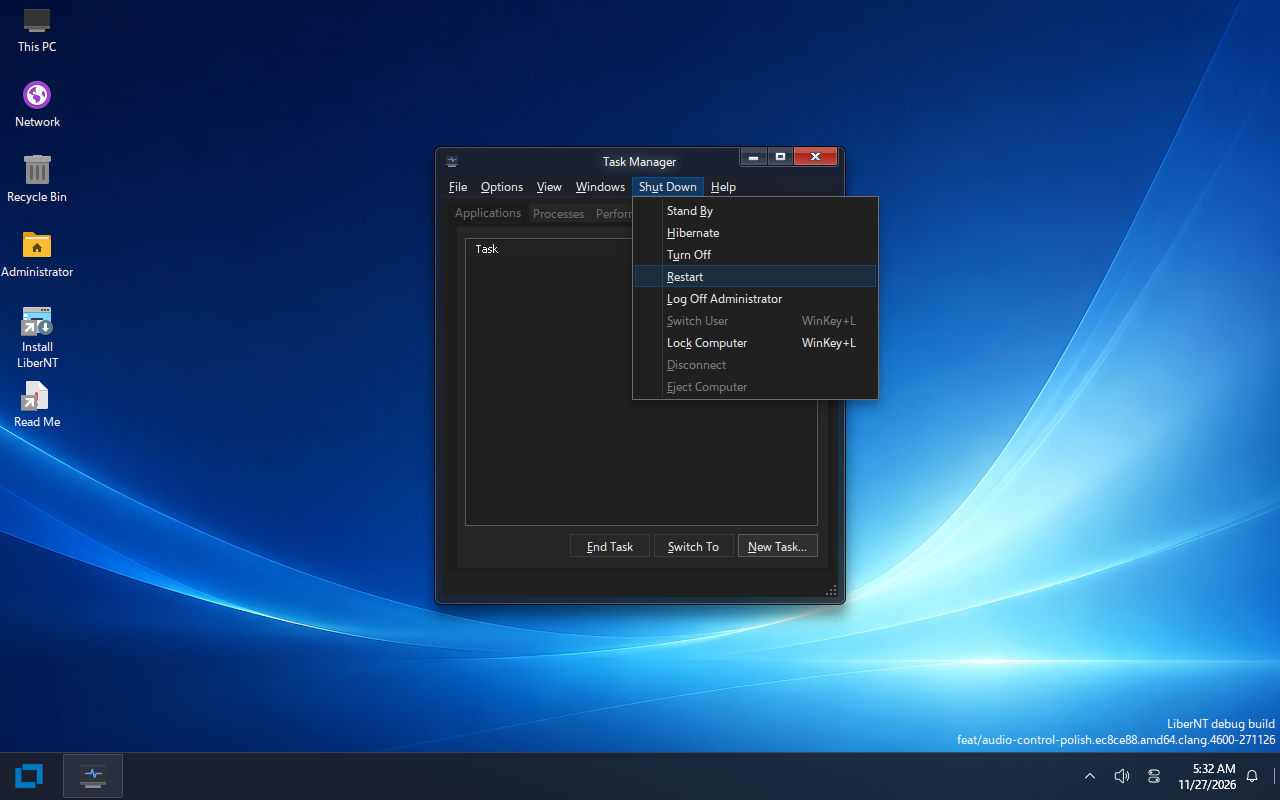 This PC
Network
Recycle Bin
Administrator
Install
LiberNT
Read Me
Task Manager
File Options View Windows Shut Down Help
Applications Processes Perfor
Task
Stand By
Hibernate
Turn Off
Restart
Log Off Administrator
Switch User WinKey+L
Lock Computer WinKey+L
Disconnect
Eject Computer
End Task Switch To New Task...
LiberNT debug build
feat/audio-control-polish.ec8ce88.amd64.clang.4600-271126
5:32 AM
11/27/2026